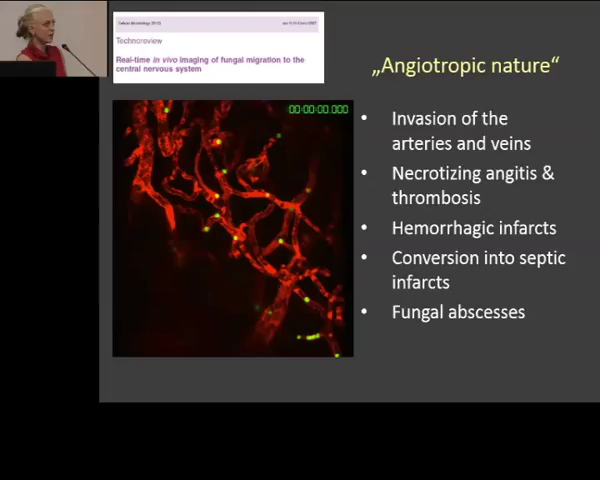 Technoreview
Real-time in vivo imaging of fungal migration to the
central nervous system
„Angiotropic nature“
00:00:00.000
• Invasion of the
arteries and veins
• Necrotizing angitis &
thrombosis
• Hemorrhagic infarcts
• Conversion into septic
infarcts
• Fungal abscesses